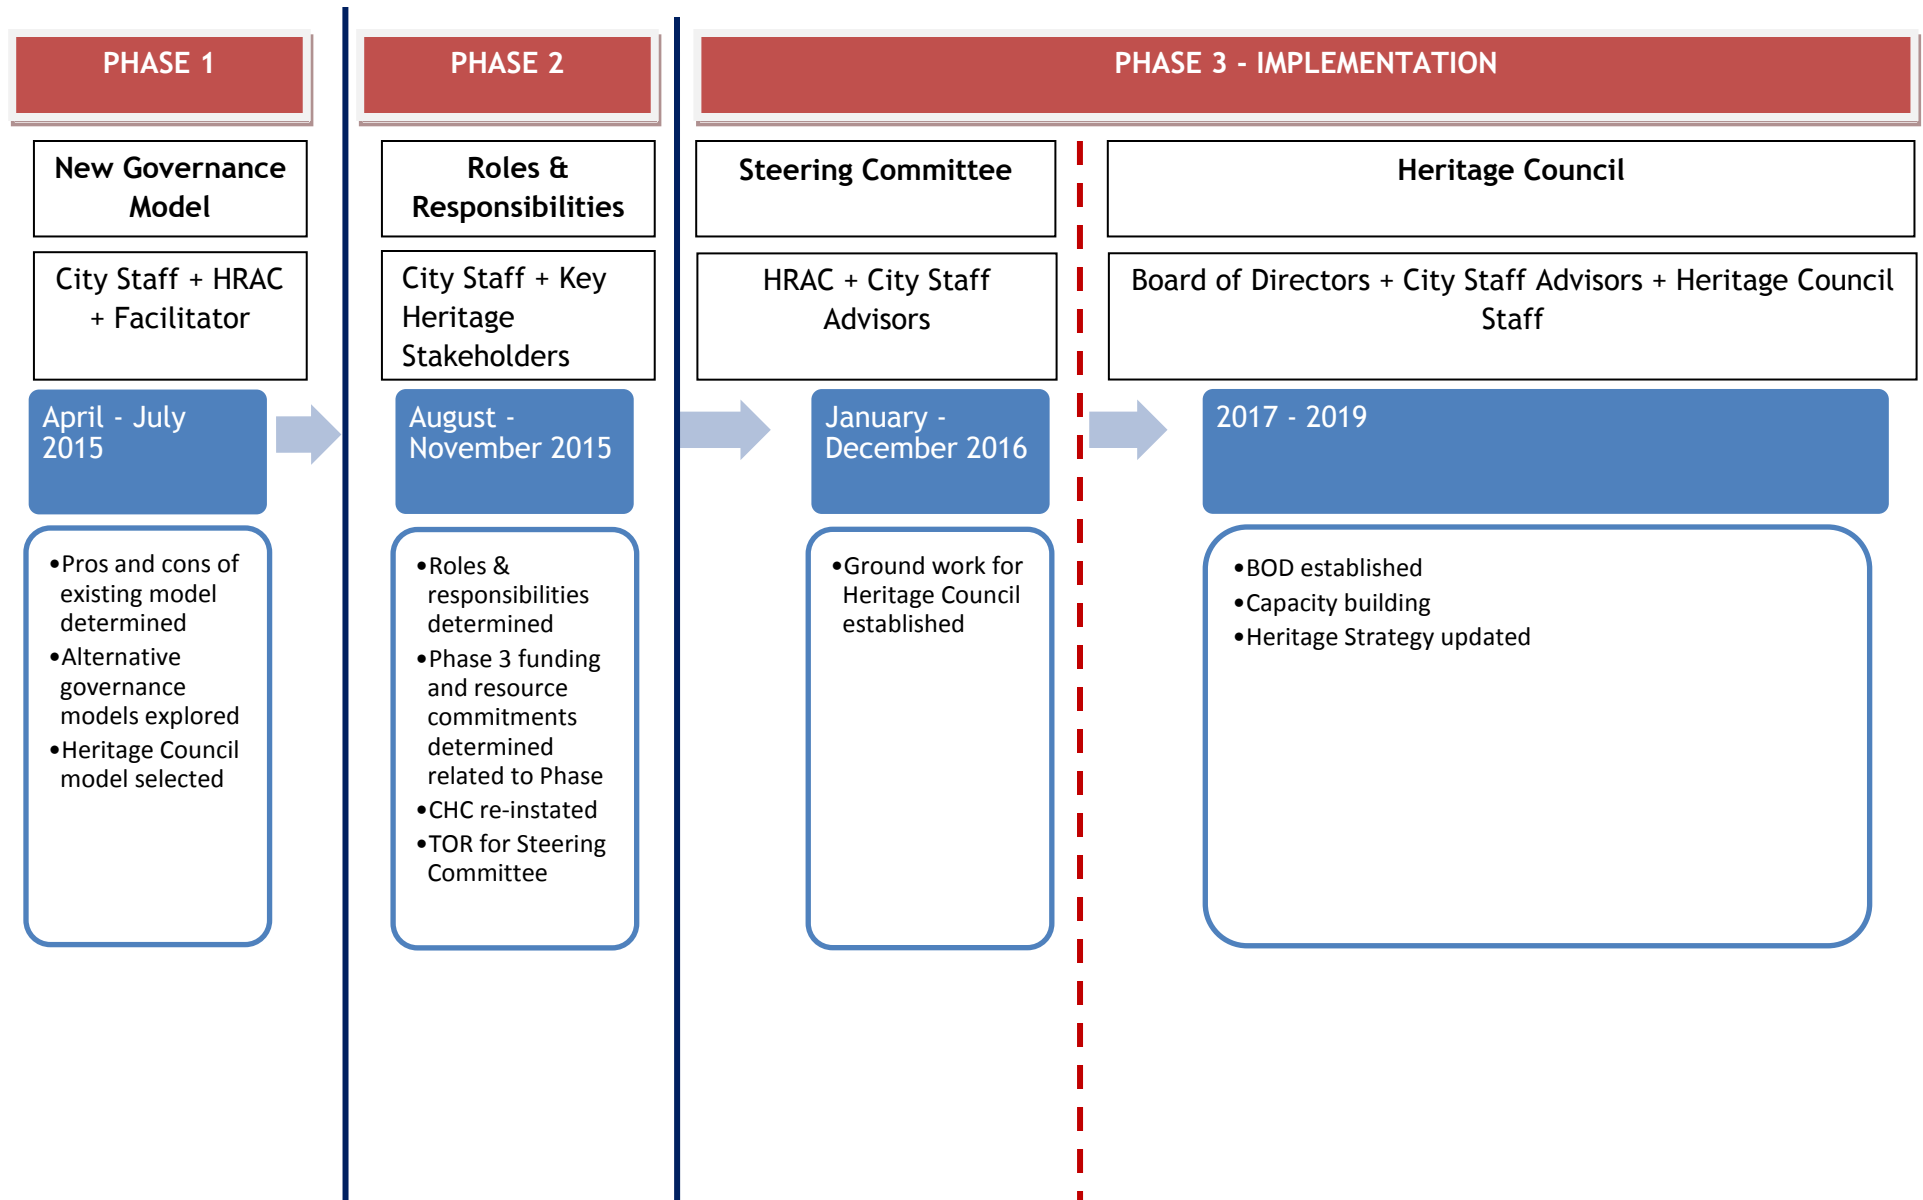 PHASE 1
PHASE 2
PHASE 3 - IMPLEMENTATION
New Governance
Model
Roles &
Responsibilities
Steering Committee
Heritage Council
City Staff + HRAC
+ Facilitator
City Staff + Key
Heritage
Stakeholders
HRAC + City Staff
Advisors
Board of Directors + City Staff Advisors + Heritage Council
Staff
April - July
2015
August -
November 2015
January -
December 2016
2017 - 2019
•Pros and cons of
existing model
determined
•Alternative
governance
models explored
•Heritage Council
model selected
•Roles &
responsibilities
determined
•Phase 3 funding
and resource
commitments
determined
related to Phase
•CHC re-instated
•TOR for Steering
Committee
•Ground work for
Heritage Council
established
•BOD established
•Capacity building
•Heritage Strategy updated